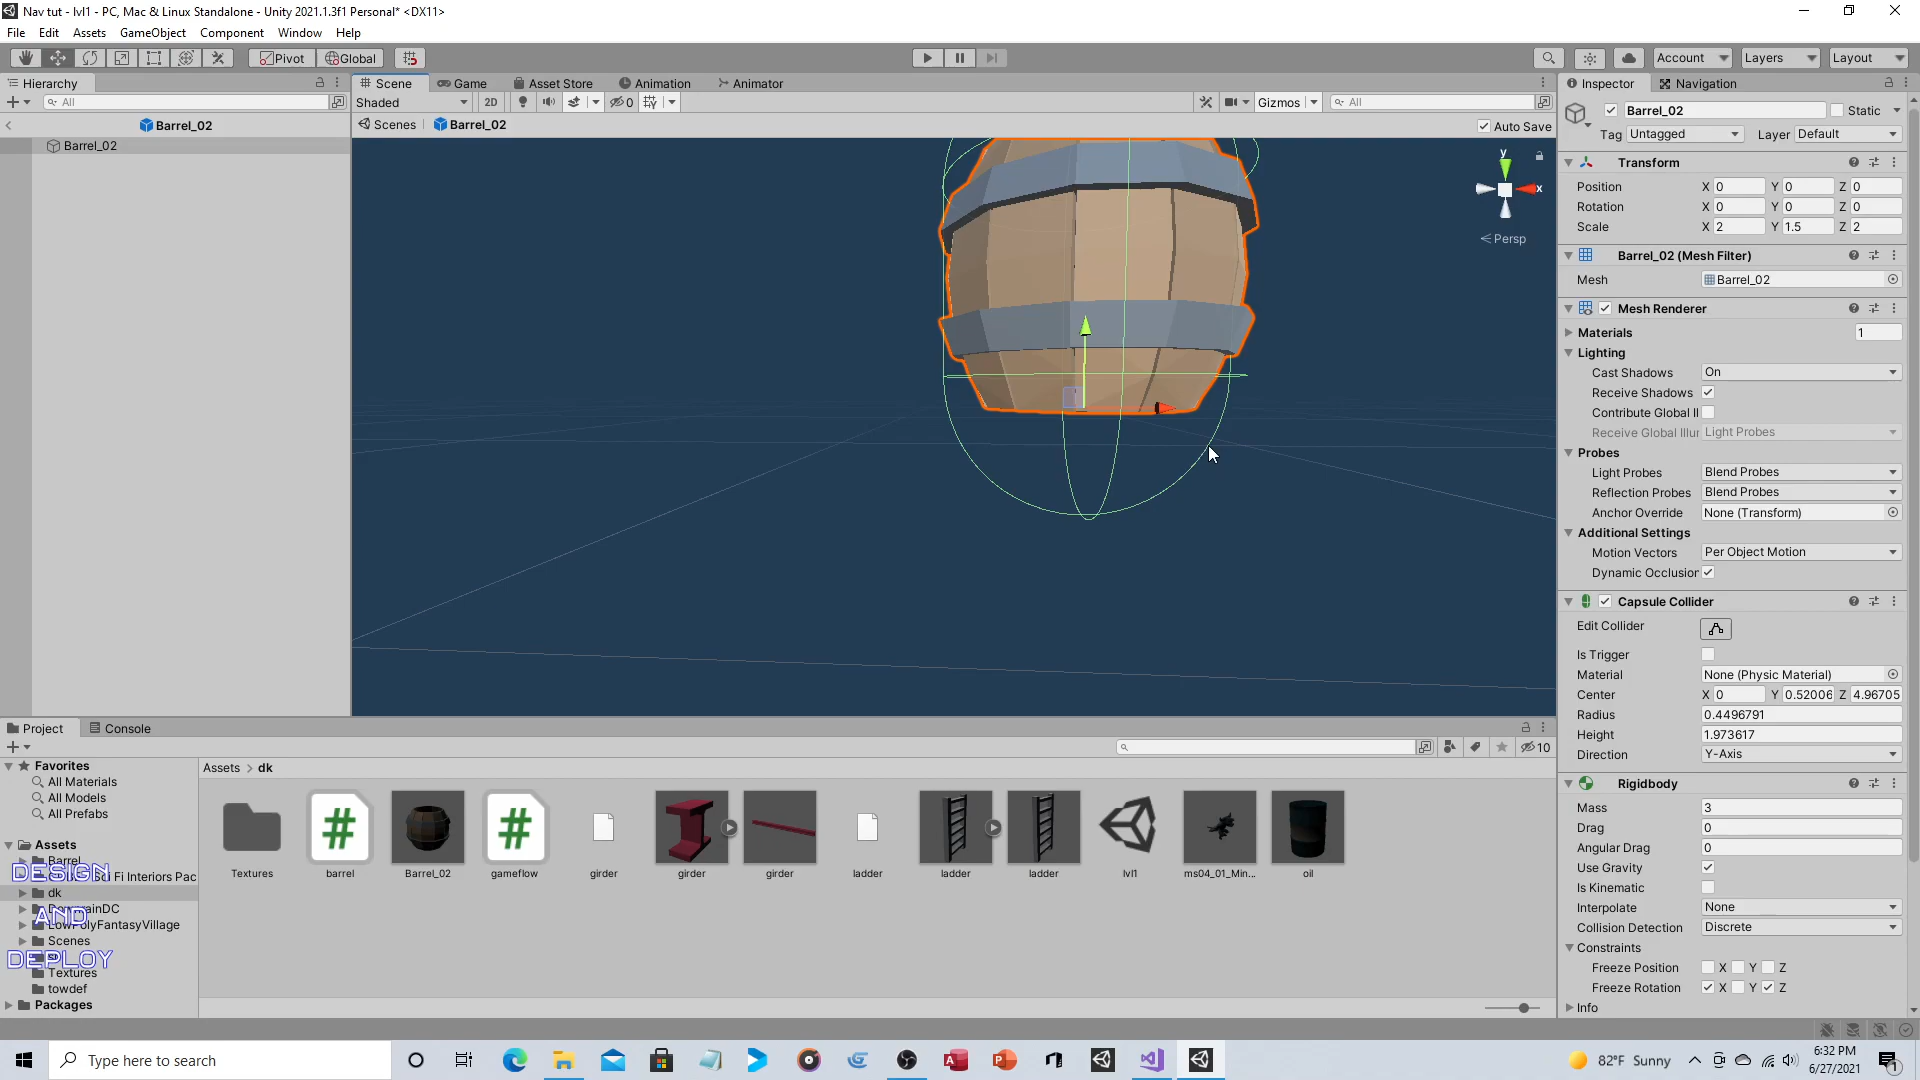 Nav tut - lvl1 - PC, Mac & Linux Standalone - Unity 2021.1.3f1 Personal* <DX11>
File Edit Assets GameObject Component Window Help
Pivot Global Account Layers Layout
Hierarchy
All
Barrel_02
Barrel_02
Scene Game Asset Store Animation Animator
Shaded 2D 0 Gizmos All
Scenes Barrel_02 Auto Save
y
x
Persp
Inspector Navigation
Barrel_02 Static
Tag Untagged Layer Default
Transform
Position X 0 Y 0 Z 0
Rotation X 0 Y 0 Z 0
Scale X 2 Y 1.5 Z 2
Barrel_02 (Mesh Filter)
Mesh Barrel_02
Mesh Renderer
Materials 1
Lighting
Cast Shadows On
Receive Shadows
Contribute Global Il
Receive Global Illur Light Probes
Probes
Light Probes Blend Probes
Reflection Probes Blend Probes
Anchor Override None (Transform)
Additional Settings
Motion Vectors Per Object Motion
Dynamic Occlusion
Capsule Collider
Edit Collider
Is Trigger
Material None (Physic Material)
Center X 0 Y 0.52006 Z 4.96705
Radius 0.4496791
Height 1.973617
Direction Y-Axis
Rigidbody
Mass 3
Drag 0
Angular Drag 0
Use Gravity
Is Kinematic
Interpolate None
Collision Detection Discrete
Constraints
Freeze Position X Y Z
Freeze Rotation X Y Z
Info
Project Console
10
Favorites
All Materials
All Models
All Prefabs
Assets
Barrel
Sci Fi Interiors Pac
dk
LowPolyFantasyVillage
Scenes
Textures
towdef
Packages
DESIGN
AND
DEPLOY
Assets > dk
Textures barrel Barrel_02 gameflow girder girder girder ladder ladder ladder lvl1 ms04_01_Min... oil
Type here to search
82°F Sunny
6:32 PM
6/27/2021
1